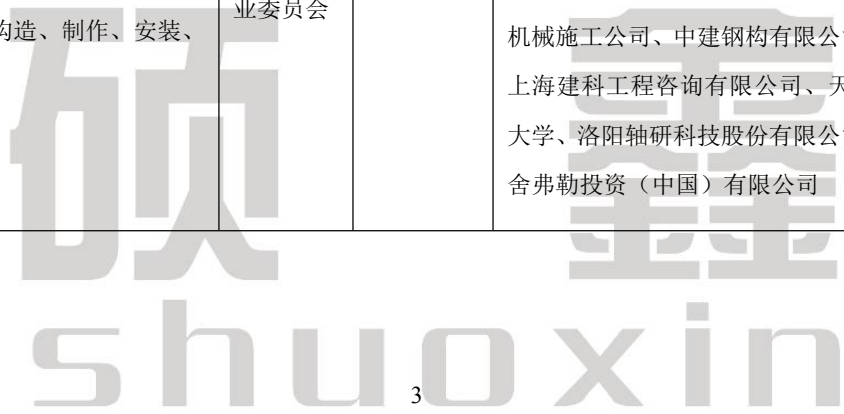 构造、制作、安装、
业委员会
机械施工公司、中建钢构有限公
上海建科工程咨询有限公司、天
大学、洛阳轴研科技股份有限公
舍弗勒投资（中国）有限公司
硕鑫
shuoxin
3